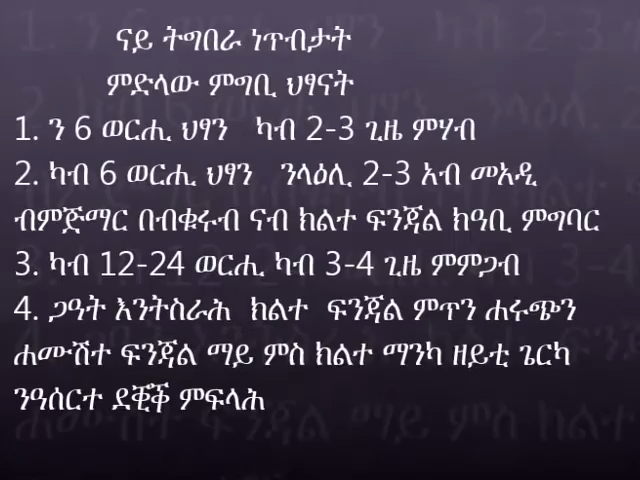 ናይ ትግበራ ነጥብታት
ምድላው ምግቢ ህፃናት
1. ን 6 ወርሒ ህፃን ካብ 2-3 ጊዜ ምሃብ
2. ካብ 6 ወርሒ ህፃን ንላዕሊ 2-3 አብ መአዲ
ብምጅማር በብቁሩብ ናብ ክልተ ፍንጃል ክዓቢ ምግባር
3. ካብ 12-24 ወርሒ ካብ 3-4 ጊዜ ምምጋብ
4. ጋዓት እንትስራሕ ክልተ ፍንጃል ምጥን ሐሩጭን
ሐሙሽተ ፍንጃል ማይ ምስ ክልተ ማንካ ዘይቲ ጌርካ
ንዓሰርተ ደቒቓ ምፍላሕ